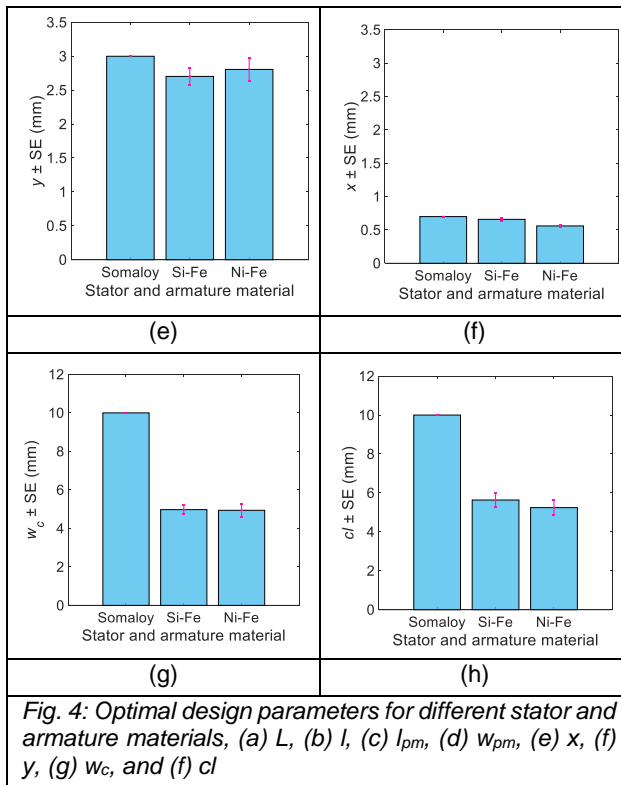 3.5
3
2.5
2
1.5
1
0.5
0
y ± SE (mm)
Somaloy Si-Fe Ni-Fe
Stator and armature material
3.5
3
2.5
2
1.5
1
0.5
0
x ± SE (mm)
Somaloy Si-Fe Ni-Fe
Stator and armature material
(e)
(f)
12
10
8
6
4
2
0
wc ± SE (mm)
Somaloy Si-Fe Ni-Fe
Stator and armature material
12
10
8
6
4
2
0
cl ± SE (mm)
Somaloy Si-Fe Ni-Fe
Stator and armature material
(g)
(h)
Fig. 4: Optimal design parameters for different stator and
armature materials, (a) L, (b) l, (c) lpm, (d) wpm, (e) x, (f)
y, (g) wc, and (f) cl